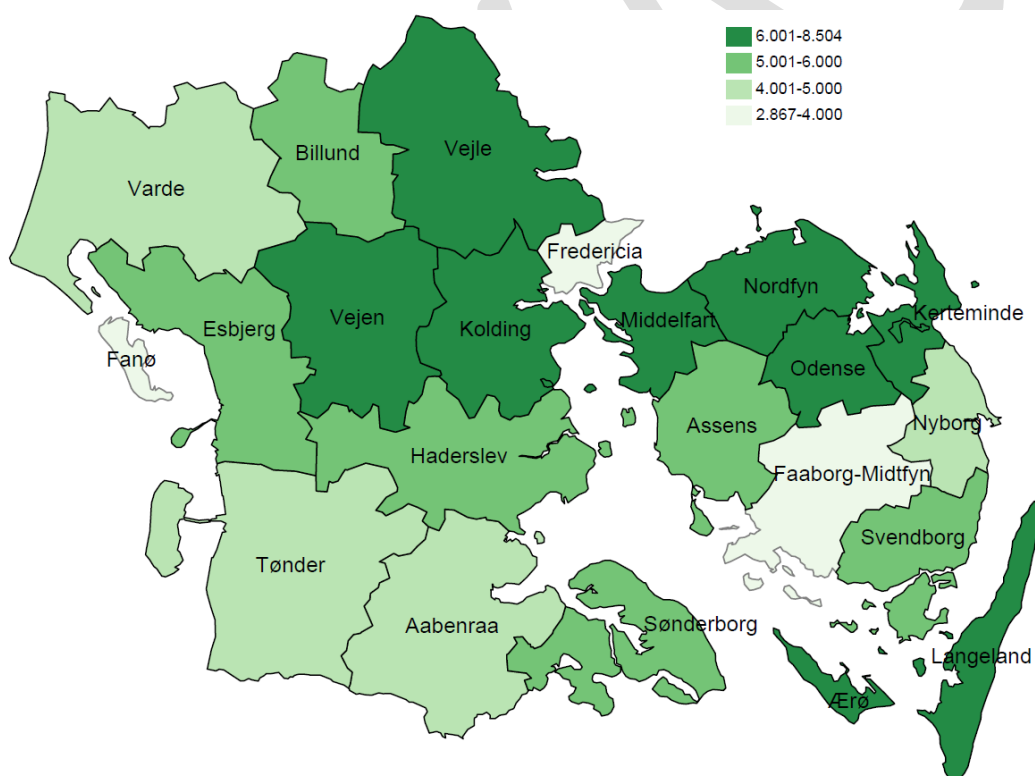 6.001-8.504
5.001-6.000
4.001-5.000
2.867-4.000
Vejle
Billund
Varde
Fredericia
Nordfyn
Kerteminde
Vejen
Middelfart
Esbjerg
Kolding
Fanø
Odense
Nyborg
Assens
Haderslev
Faaborg-Midtfyn
Svendborg
Tønder
Aabenraa
Sønderborg
Langeland
Ærø